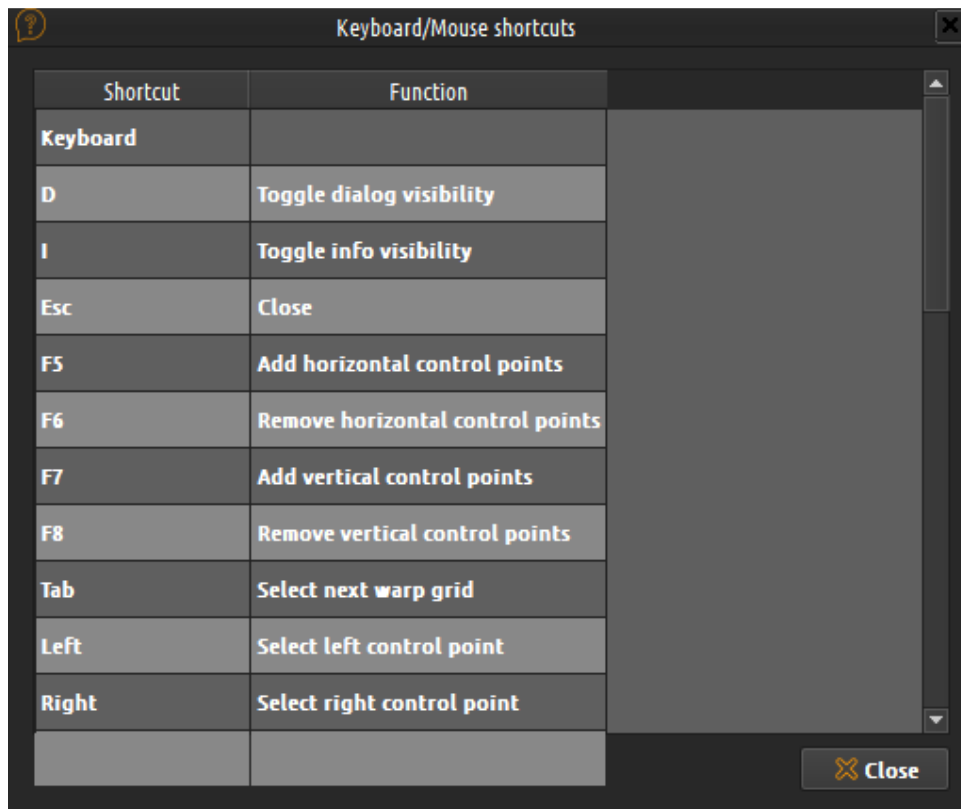 Keyboard/Mouse shortcuts
Shortcut Function
Keyboard
D Toggle dialog visibility
I Toggle info visibility
Esc Close
F5 Add horizontal control points
F6 Remove horizontal control points
F7 Add vertical control points
F8 Remove vertical control points
Tab Select next warp grid
Left Select left control point
Right Select right control point
Close